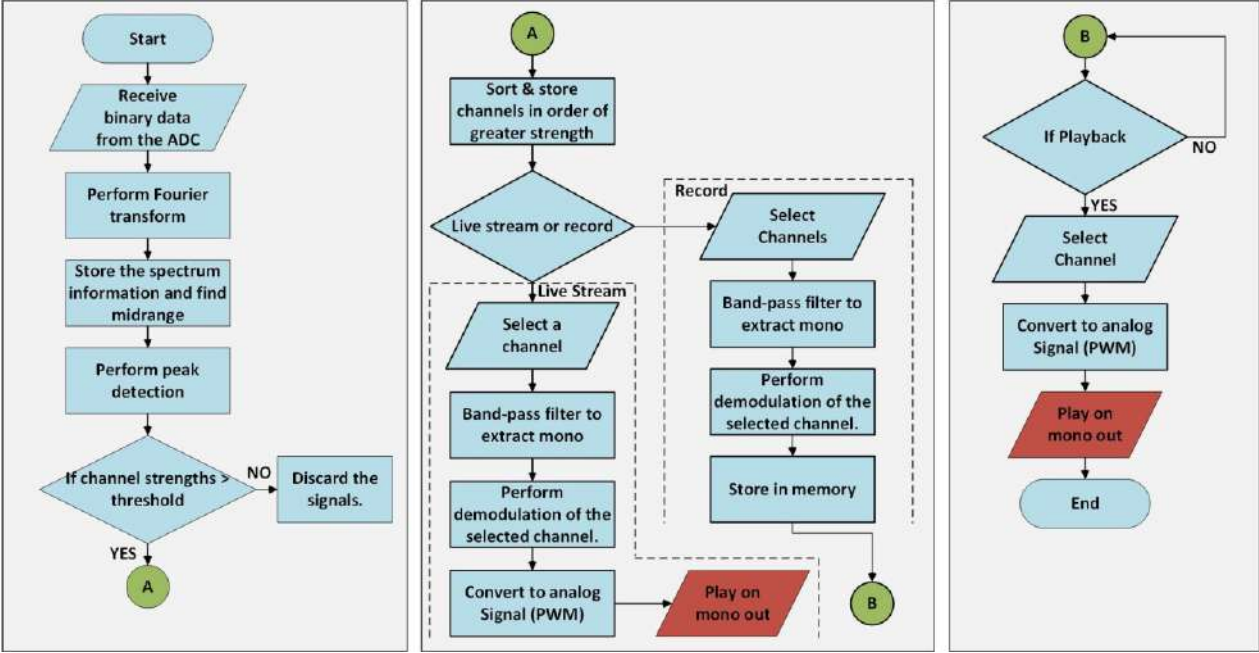 Start
Receive
binary data
from the ADC
Perform Fourier
transform
Store the spectrum
information and find
midrange
Perform peak
detection
If channel strengths >
threshold
NO
Discard the
signals.
YES
A
A
Sort & store
channels in order of
greater strength
Live stream or record
Record
Select
Channels
Band-pass filter to
extract mono
Perform
demodulation of the
selected channel.
Store in memory
B
Live Stream
Select a
channel
Band-pass filter to
extract mono
Perform
demodulation of the
selected channel.
Convert to analog
Signal (PWM)
Play on
mono out
B
If Playback
NO
YES
Select
Channel
Convert to analog
Signal (PWM)
Play on
mono out
End